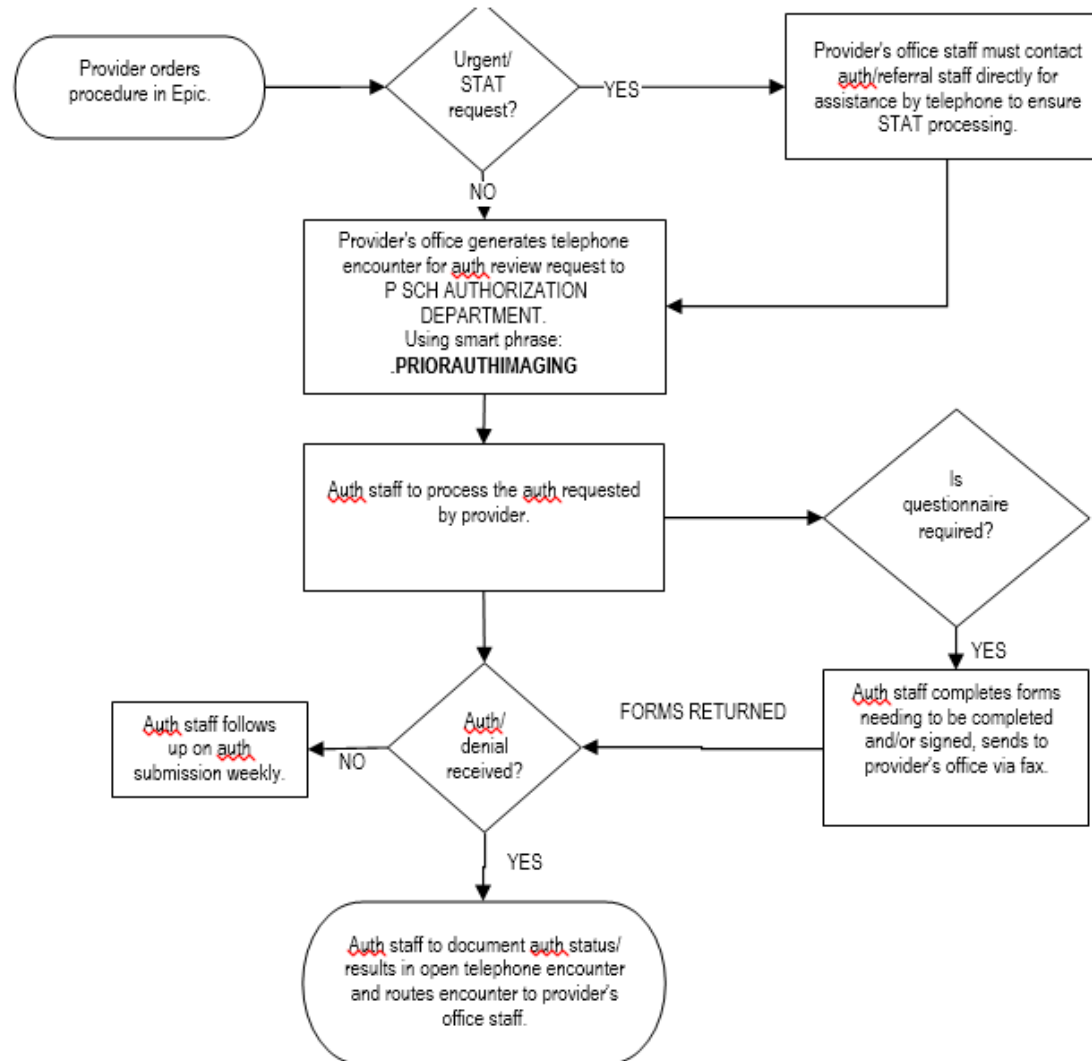 Provider orders
procedure in Epic.
Urgent/
STAT
request?
YES
Provider's office staff must contact
auth/referral staff directly for
assistance by telephone to ensure
STAT processing.
NO
Provider's office generates telephone
encounter for auth review request to
P SCH AUTHORIZATION
DEPARTMENT.
Using smart phrase:
.PRIORAUTHIMAGING
Auth staff to process the auth requested
by provider.
Is
questionnaire
required?
YES
Auth staff completes forms
needing to be completed
and/or signed, sends to
provider's office via fax.
FORMS RETURNED
Auth/
denial
received?
NO
Auth staff follows
up on auth
submission weekly.
YES
Auth staff to document auth status/
results in open telephone encounter
and routes encounter to provider's
office staff.